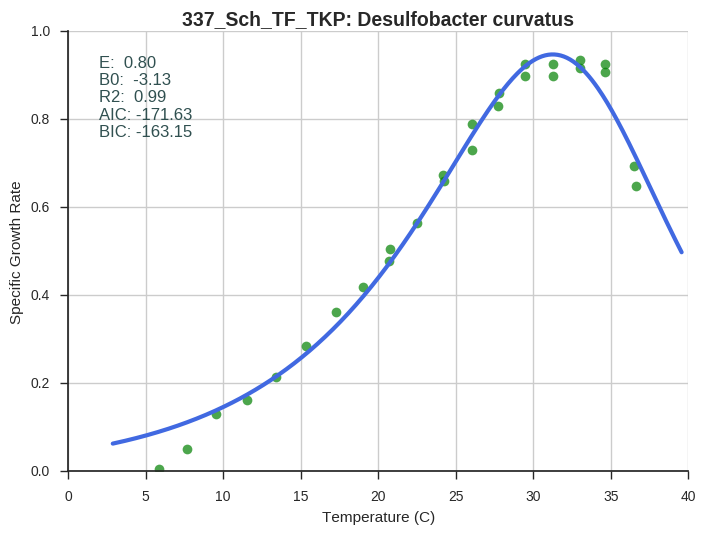 337_Sch_TF_TKP: Desulfobacter curvatus
E: 0.80
B0: -3.13
R2: 0.99
AIC: -171.63
BIC: -163.15
Specific Growth Rate
1.0
0.8
0.6
0.4
0.2
0.0
0 5 10 15 20 25 30 35 40
Temperature (C)